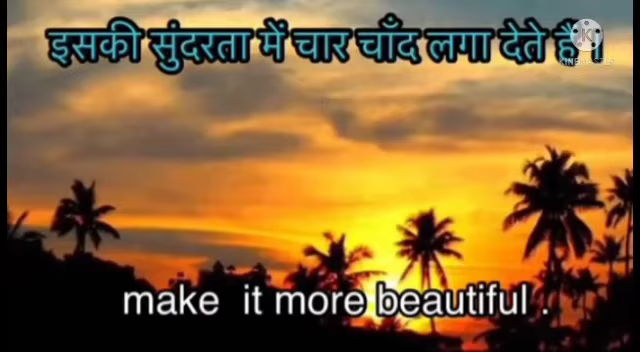 इसकी सुंदरता में चार चाँद लगा देते हैं।
make it more beautiful .